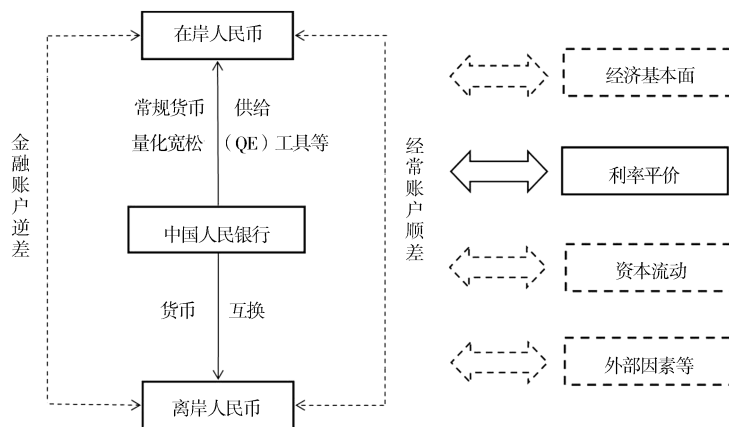 在岸人民币
常规货币 供给
量化宽松 （QE）工具等
金融账户逆差
经常账户顺差
中国人民银行
货币 互换
离岸人民币
经济基本面
利率平价
资本流动
外部因素等